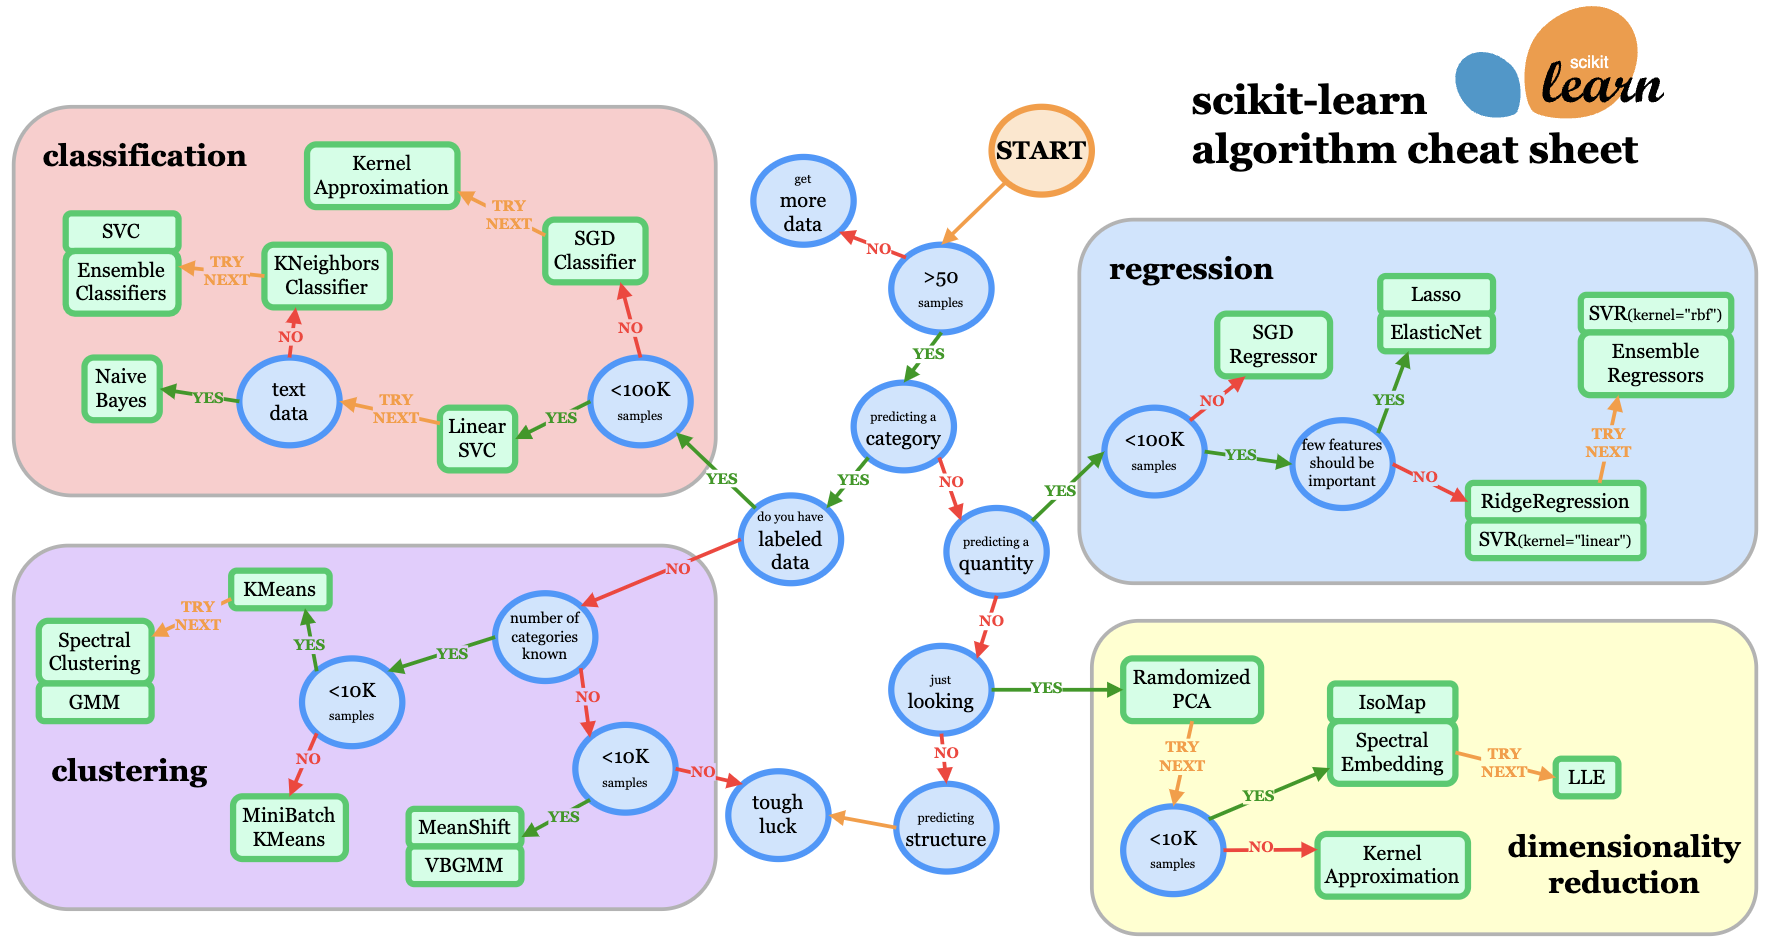 scikit
learn
scikit-learn
algorithm cheat sheet
START
get
more
data
NO
>50
samples
YES
predicting a
category
YES
NO
do you have
labeled
data
YES
NO
predicting a
quantity
YES
NO
just
looking
YES
NO
predicting
structure
tough
luck
classification
Kernel
Approximation
TRY
NEXT
SGD
Classifier
NO
<100K
samples
YES
Linear
SVC
TRY
NEXT
text
data
NO
YES
KNeighbors
Classifier
TRY
NEXT
SVC
Ensemble
Classifiers
Naive
Bayes
regression
<100K
samples
NO
SGD
Regressor
YES
few features
should be
important
YES
Lasso
ElasticNet
NO
RidgeRegression
SVR(kernel="linear")
TRY
NEXT
SVR(kernel="rbf")
Ensemble
Regressors
clustering
number of
categories
known
YES
NO
<10K
samples
YES
KMeans
TRY
NEXT
Spectral
Clustering
GMM
NO
MiniBatch
KMeans
<10K
samples
NO
YES
MeanShift
VBGMM
dimensionality
reduction
Ramdomized
PCA
TRY
NEXT
<10K
samples
YES
IsoMap
Spectral
Embedding
TRY
NEXT
LLE
NO
Kernel
Approximation